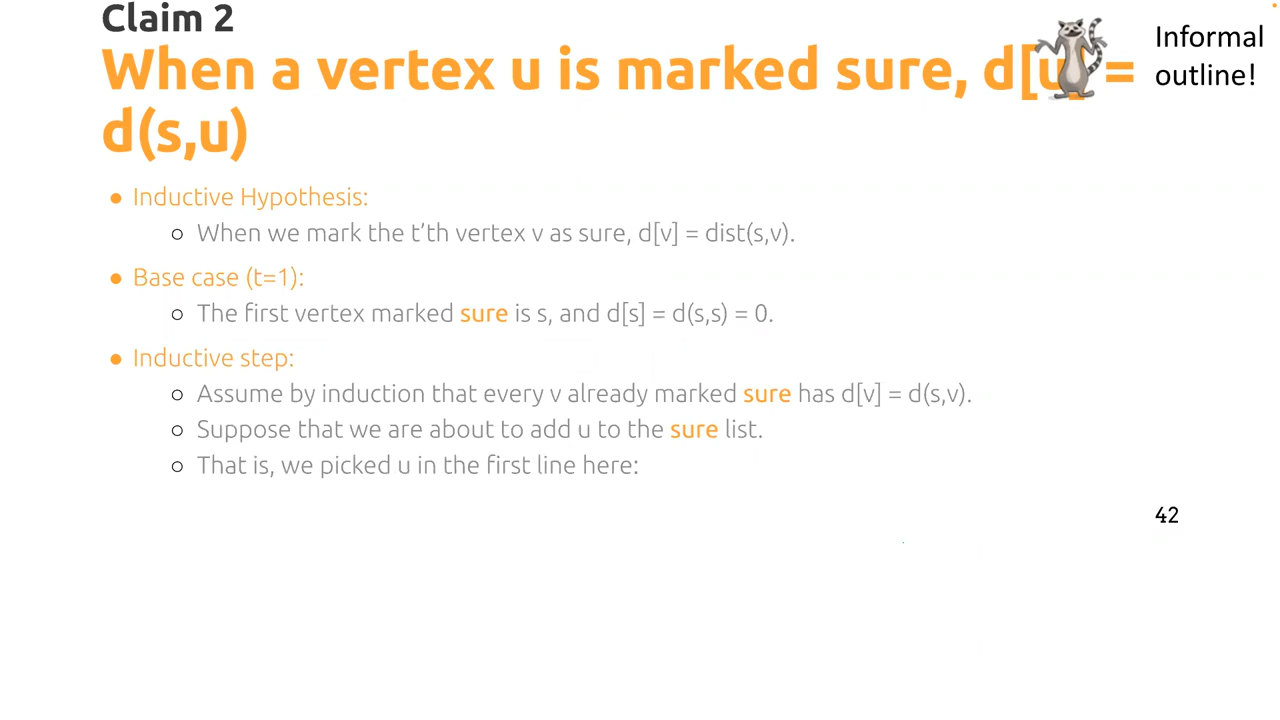 Claim 2
When a vertex u is marked sure, d[u] =
d(s,u)
Informal
outline!
● Inductive Hypothesis:
○ When we mark the t’th vertex v as sure, d[v] = dist(s,v).
● Base case (t=1):
○ The first vertex marked sure is s, and d[s] = d(s,s) = 0.
● Inductive step:
○ Assume by induction that every v already marked sure has d[v] = d(s,v).
○ Suppose that we are about to add u to the sure list.
○ That is, we picked u in the first line here:
42